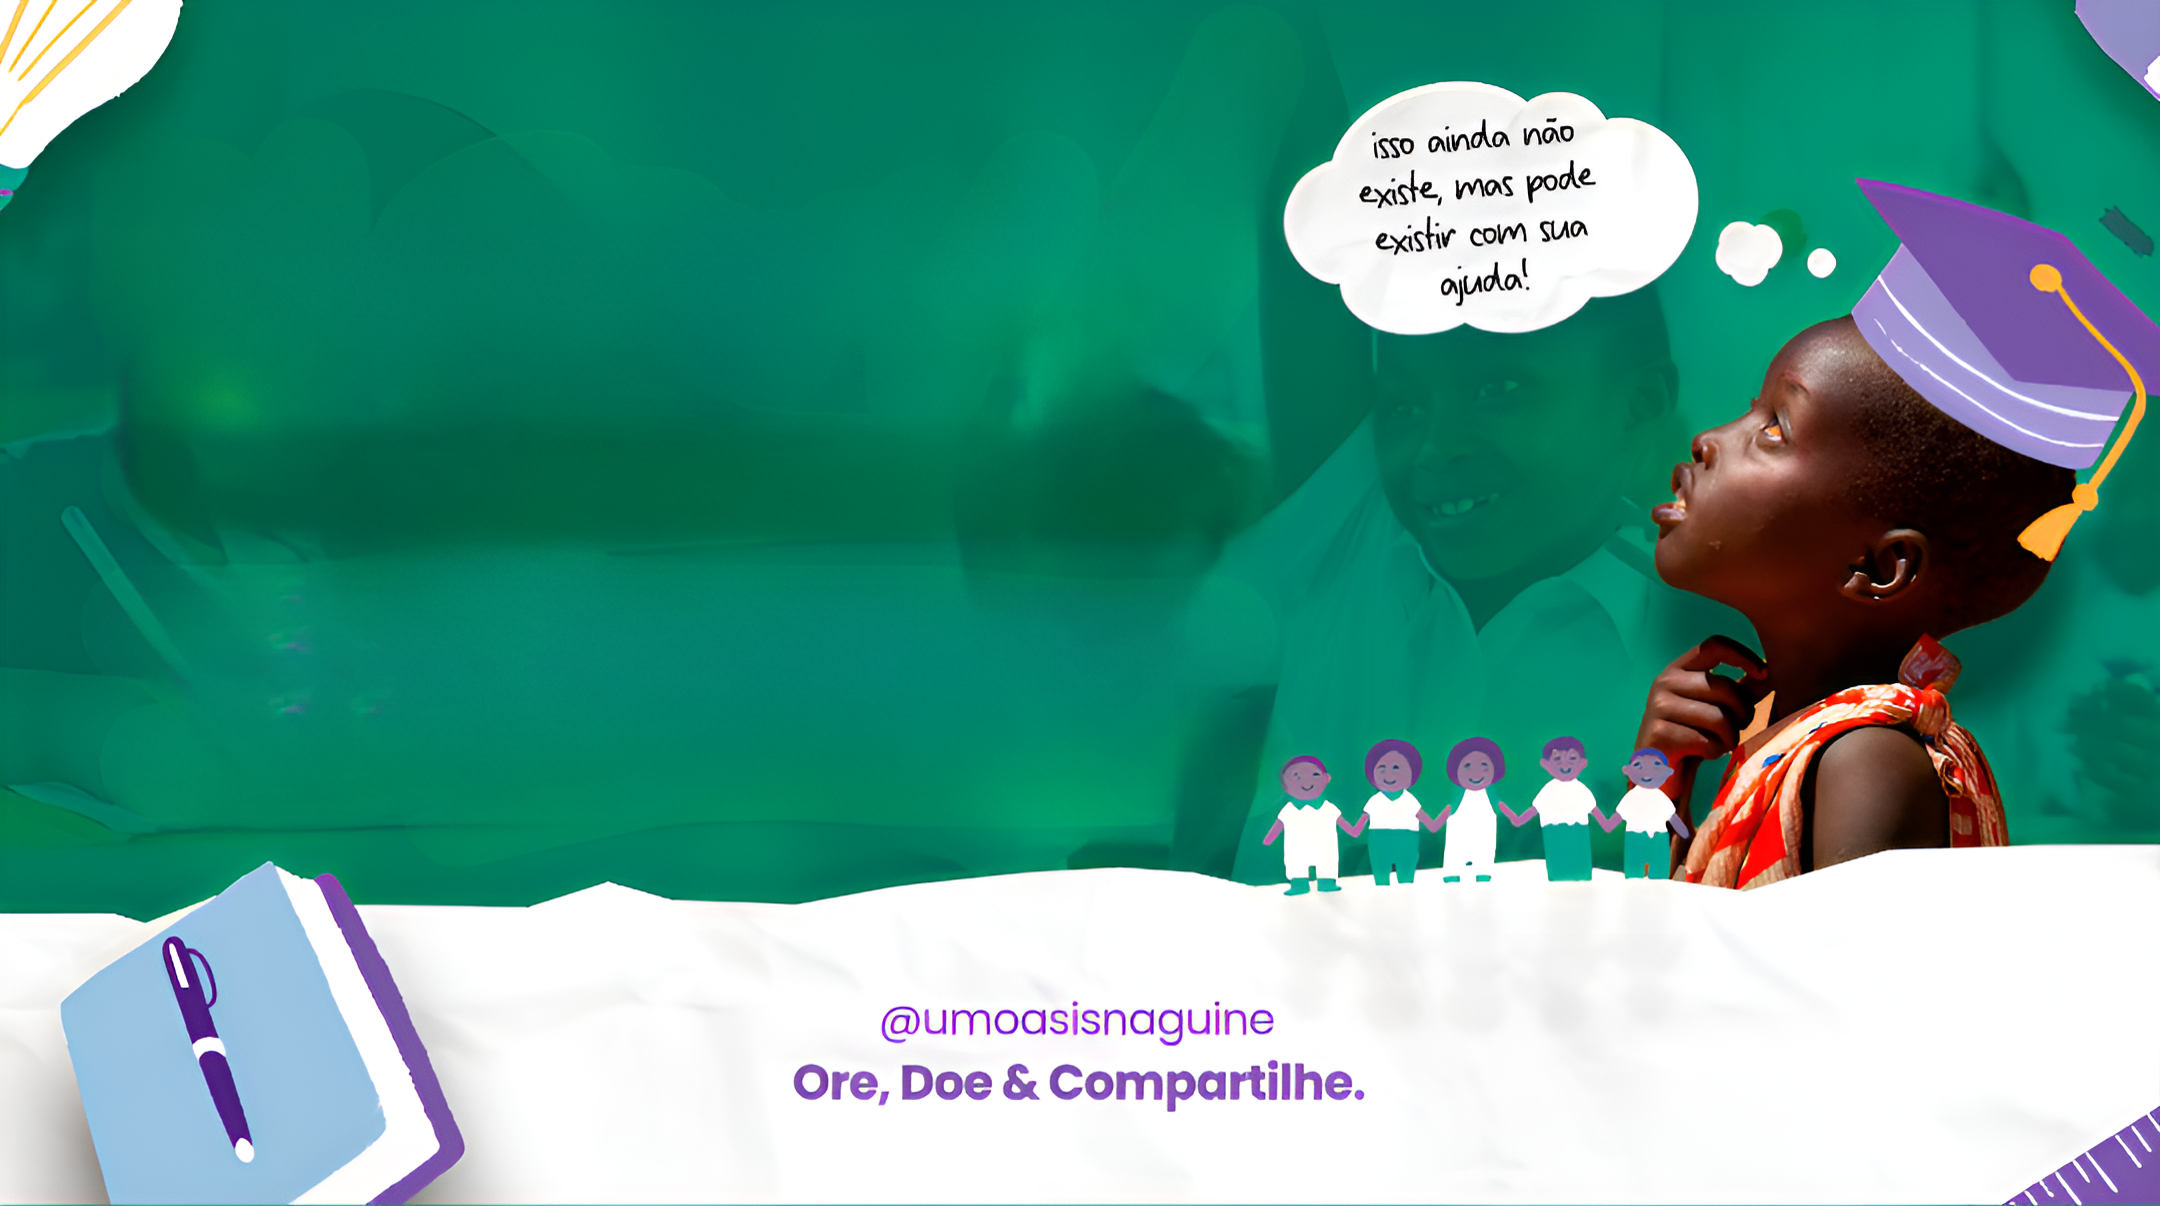 isso ainda não
existe, mas pode
existir com sua
ajuda!
@umoasisnaguine
Ore, Doe & Compartilhe.